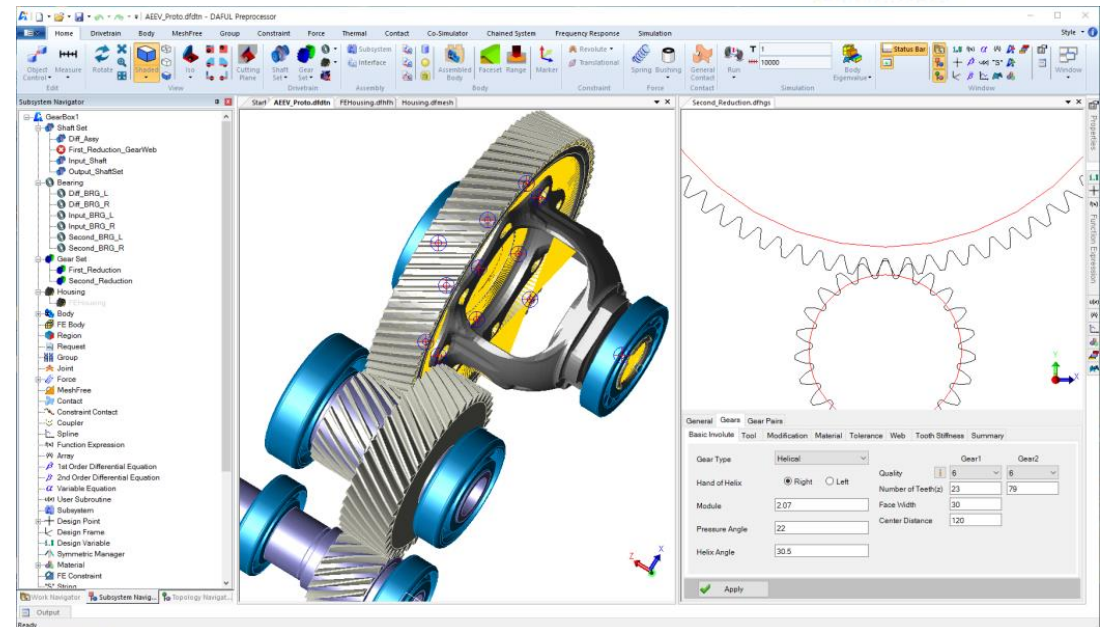 AEEV_Proto.dfdtn - DAFUL Preprocessor
Home Drivetrain Body MeshFree Group Constraint Force Thermal Contact Co-Simulator Chained System Frequency Response Simulation Style
Object Control Measure Rotate Shaded Iso Cutting Plane Shaft Set Gear Set Subsystem Interface Assembled Body Faceset Range Marker Revolute Translational Spring Bushing General Contact Run T 1 10000 Body Eigenvalue Status Bar Window
Edit View Drivetrain Assembly Body Constraint Force Contact Simulation Window
Subsystem Navigator
GearBox1
Shaft Set
Diff_Assy
First_Reduction_GearWeb
Input_Shaft
Output_ShaftSet
Bearing
Diff_BRG_L
Diff_BRG_R
Input_BRG_L
Input_BRG_R
Second_BRG_L
Second_BRG_R
Gear Set
First_Reduction
Second_Reduction
Housing
FEHousing
Body
FE Body
Region
Request
Group
Joint
Force
MeshFree
Contact
Constraint Contact
Coupler
Spline
Function Expression
Array
1st Order Differential Equation
2nd Order Differential Equation
Variable Equation
User Subroutine
Subsystem
Design Point
Design Frame
Design Variable
Symmetric Manager
Material
FE Constraint
"S" String
Work Navigator Subsystem Navig... Topology Navigat...
Output
Ready
Start AEEV_Proto.dfdtn FEHousing.dfhfh Housing.dfmesh
Z X
Second_Reduction.dfhgs
Y
X
General Gears Gear Pairs
Basic Involute Tool Modification Material Tolerance Web Tooth Stiffness Summary
Gear Type Helical
Hand of Helix Right Left
Module 2.07
Pressure Angle 22
Helix Angle 30.5
Gear1 Gear2
Quality 6 6
Number of Teeth(z) 23 79
Face Width 30
Center Distance 120
Apply
Properties
Function Expression